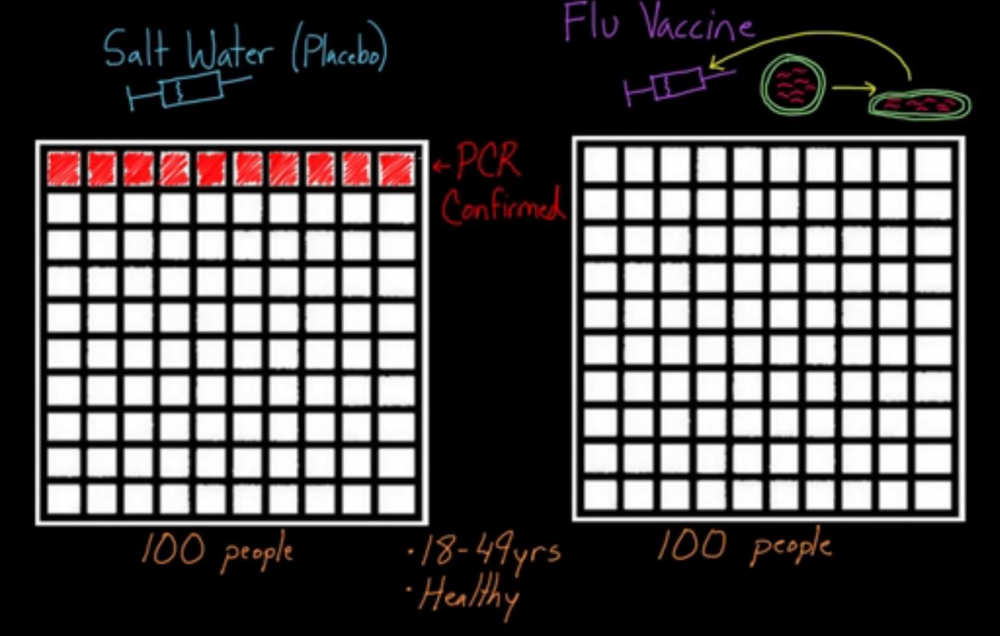 Salt Water (Placebo)
Flu Vaccine
← PCR
Confirmed
100 people
• 18-49yrs
• Healthy
100 people